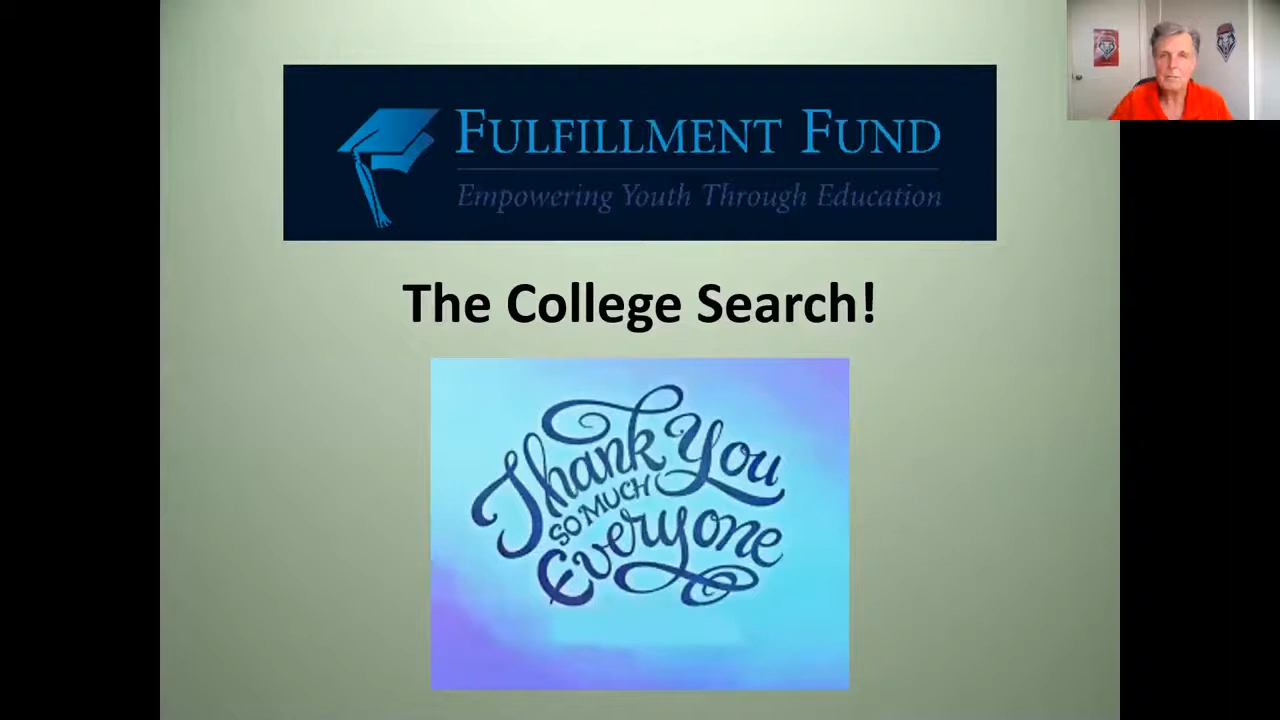 FULFILLMENT FUND
Empowering Youth Through Education
The College Search!
Thank You
SO MUCH
Everyone